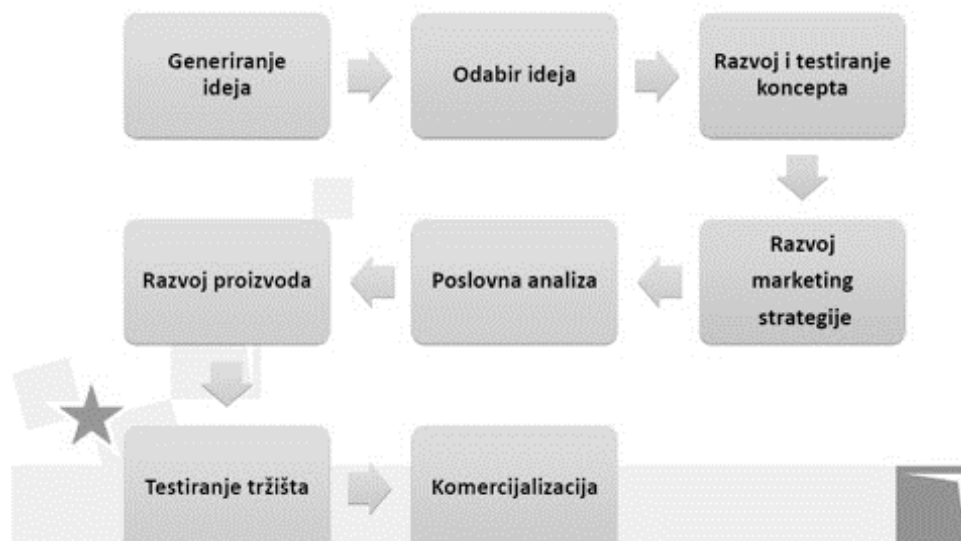 Generiranje
ideja
Odabir ideja
Razvoj i testiranje
koncepta
Razvoj
marketing
strategije
Poslovna analiza
Razvoj proizvoda
Testiranje tržišta
Komercijalizacija